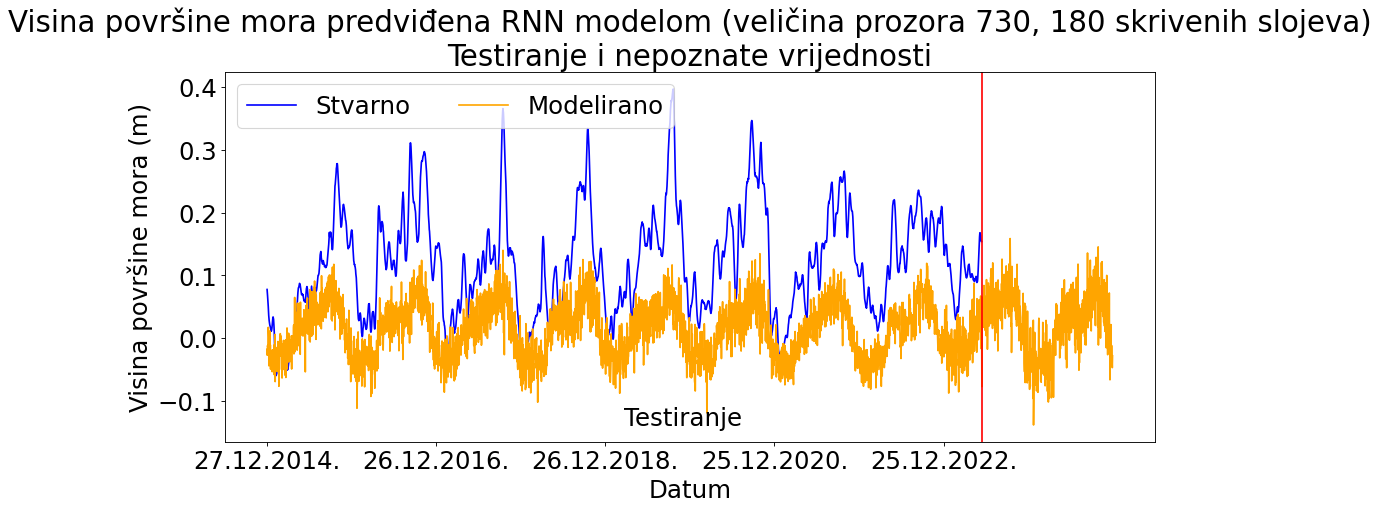 Visina površine mora predviđena RNN modelom (veličina prozora 730, 180 skrivenih slojeva)
Testiranje i nepoznate vrijednosti
Stvarno Modelirano
Visina površine mora (m)
0.4
0.3
0.2
0.1
0.0
−0.1
Testiranje
27.12.2014. 26.12.2016. 26.12.2018. 25.12.2020. 25.12.2022.
Datum